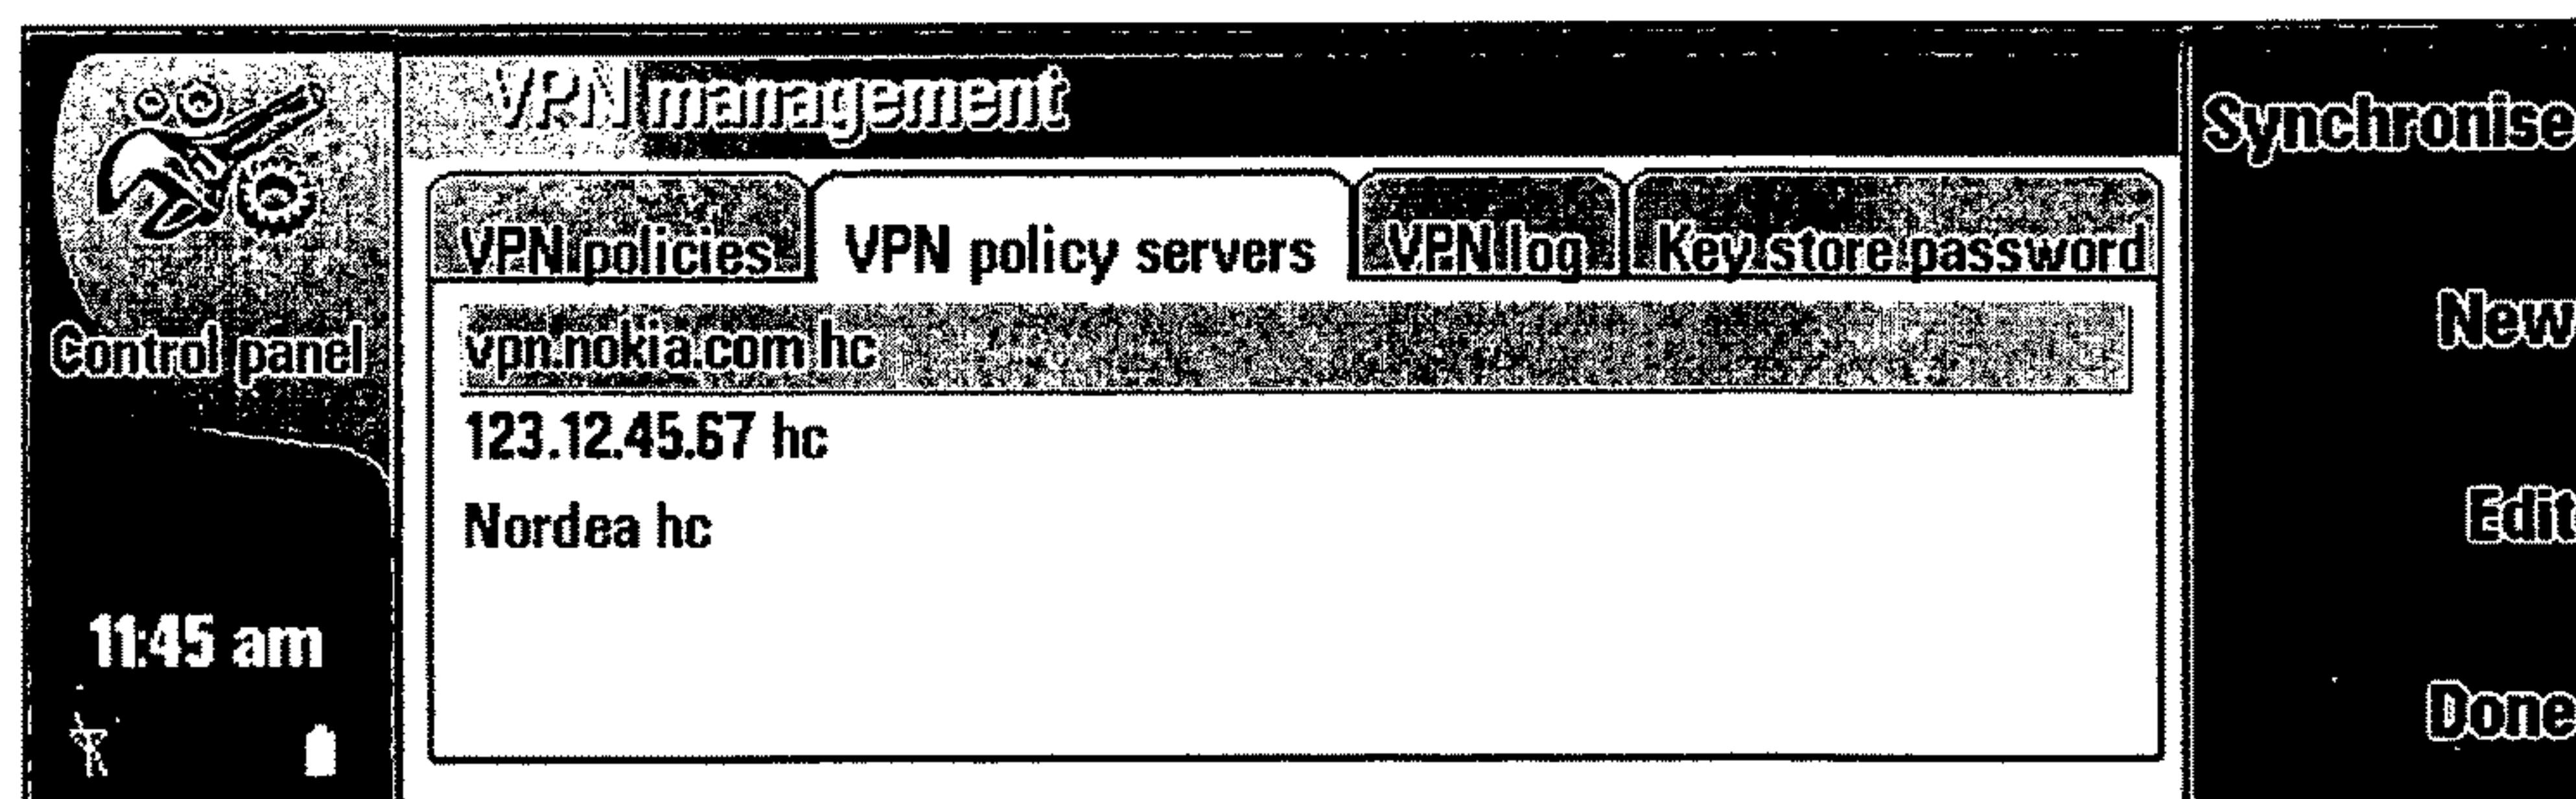 Control panel
11:45 am
VPN management
VPN policies
VPN policy servers
VPN log
Key store password
vpn.nokia.com hc
123.12.45.67 hc
Nordea hc
Synchronise
New
Edit
Done